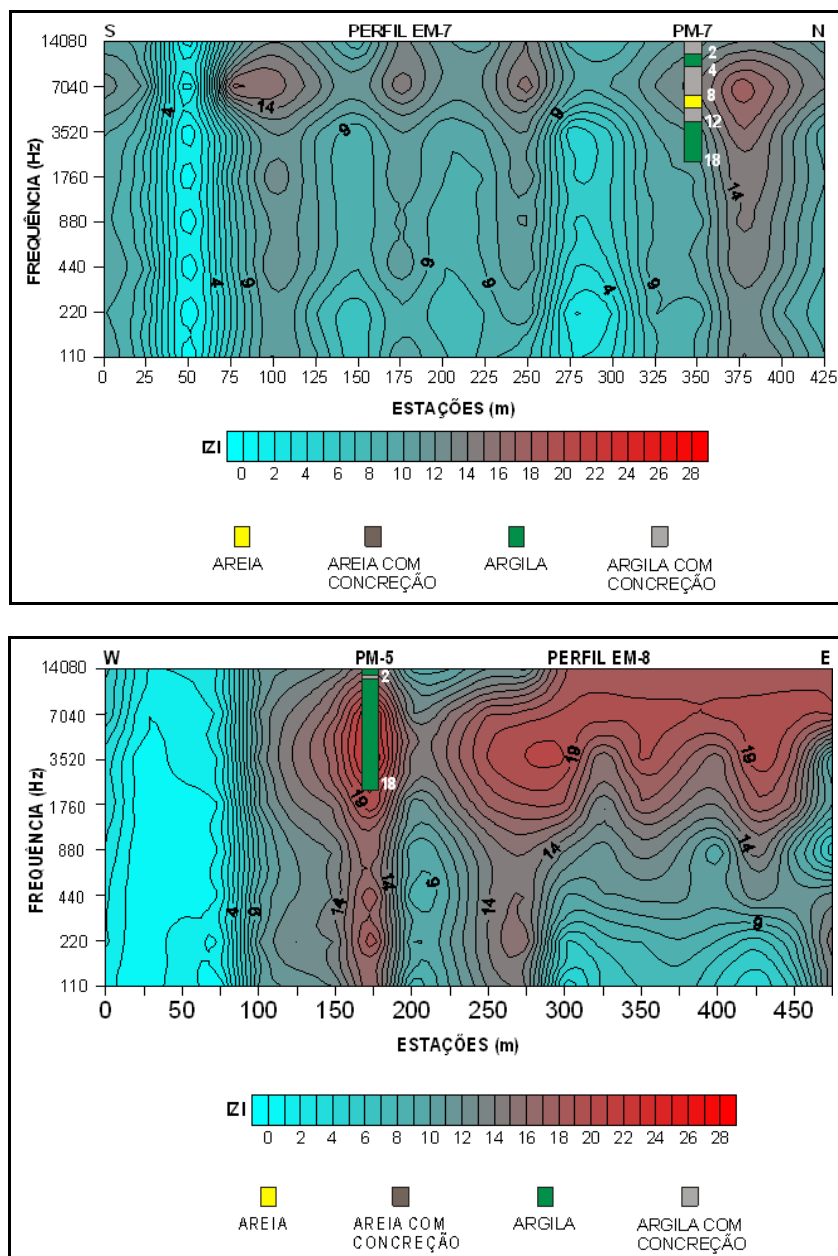 S PERFIL EM-7 PM-7 N
14080
7040
3520
1760
880
440
220
110
FREQUÊNCIA (Hz)
4
14
9
9
4
9
9
9
4
9
14
2
4
8
12
18
0 25 50 75 100 125 150 175 200 225 250 275 300 325 350 375 400 425
ESTAÇÕES (m)
IZI
0 2 4 6 8 10 12 14 16 18 20 22 24 26 28
AREIA
AREIA COM
CONCREÇÃO
ARGILA
ARGILA COM
CONCREÇÃO
W PM-5 PERFIL EM-8 E
14080
7040
3520
1760
880
440
220
110
FREQUÊNCIA (Hz)
2
18
19
19
19
14
14
14
9
4
9
14
14
9
0 50 100 150 200 250 300 350 400 450
ESTAÇÕES (m)
IZI
0 2 4 6 8 10 12 14 16 18 20 22 24 26 28
AREIA
AREIA COM
CONCREÇÃO
ARGILA
ARGILA COM
CONCREÇÃO